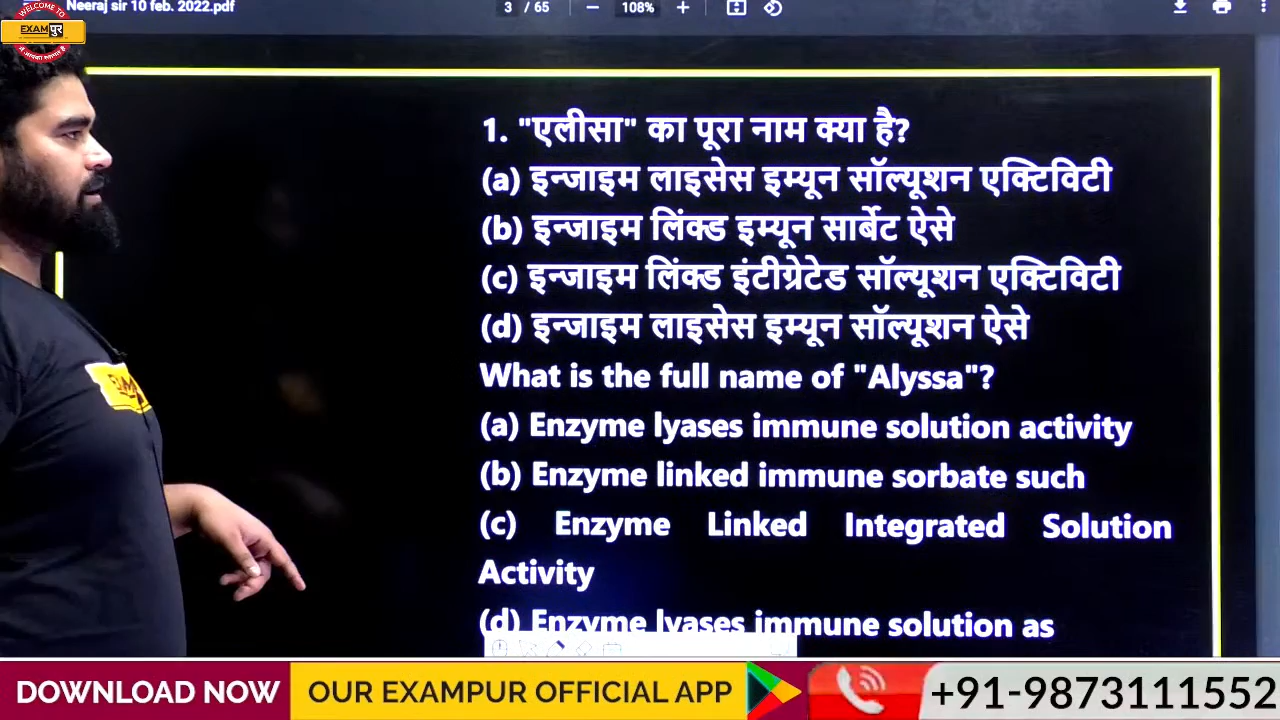 Neeraj sir 10 feb. 2022.pdf
3 / 65
108%
WELCOME TO
EXAMपुर
1. "एलीसा" का पूरा नाम क्या है?
(a) इन्जाइम लाइसेस इम्यून सॉल्यूशन एक्टिविटी
(b) इन्जाइम लिंक्ड इम्यून सार्बेट ऐसे
(c) इन्जाइम लिंक्ड इंटीग्रेटेड सॉल्यूशन एक्टिविटी
(d) इन्जाइम लाइसेस इम्यून सॉल्यूशन ऐसे
What is the full name of "Alyssa"?
(a) Enzyme lyases immune solution activity
(b) Enzyme linked immune sorbate such
(c) Enzyme Linked Integrated Solution
Activity
(d) Enzyme lyases immune solution as
DOWNLOAD NOW
OUR EXAMPUR OFFICIAL APP
+91-9873111552